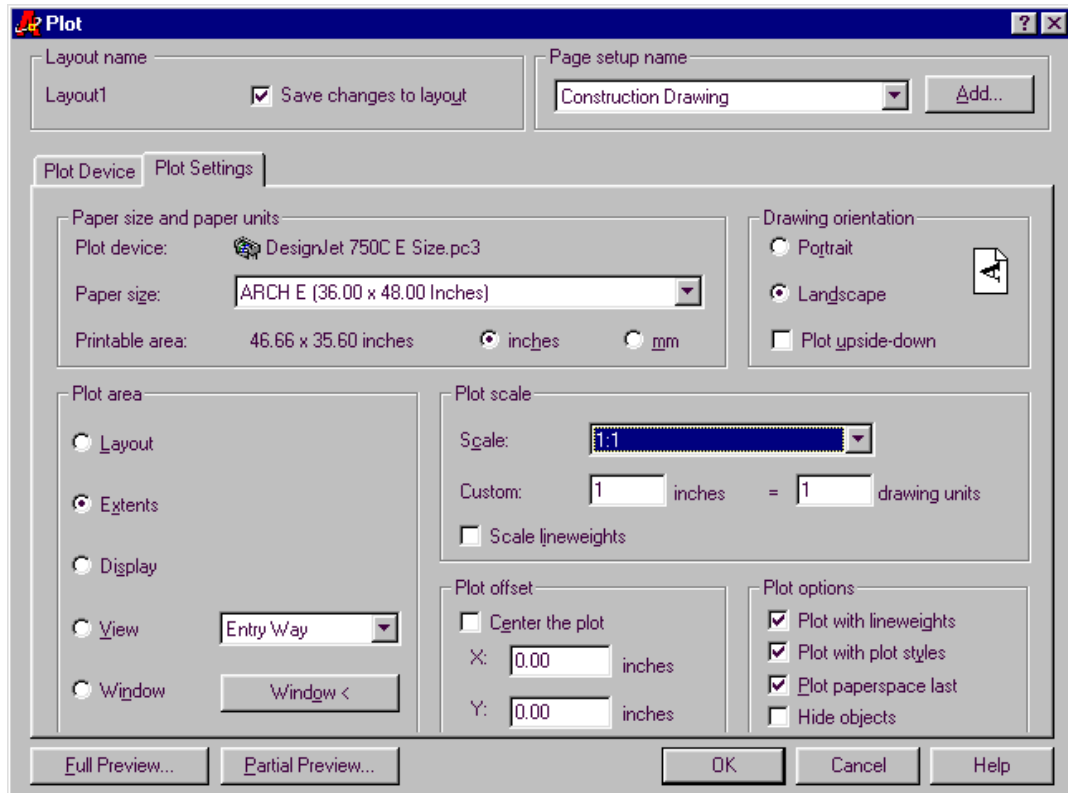 Plot
Layout name
Layout1
Save changes to layout
Page setup name
Construction Drawing
Add...
Plot Device
Plot Settings
Paper size and paper units
Plot device:
DesignJet 750C E Size.pc3
Paper size:
ARCH E (36.00 x 48.00 Inches)
Printable area:
46.66 x 35.60 inches
inches
mm
Drawing orientation
Portrait
A
Landscape
Plot upside-down
Plot area
Layout
Extents
Display
View
Entry Way
Window
Window <
Plot scale
Scale:
1:1
Custom:
1 inches = 1 drawing units
Scale lineweights
Plot offset
Center the plot
X: 0.00 inches
Y: 0.00 inches
Plot options
Plot with lineweights
Plot with plot styles
Plot paperspace last
Hide objects
Full Preview...
Partial Preview...
OK
Cancel
Help